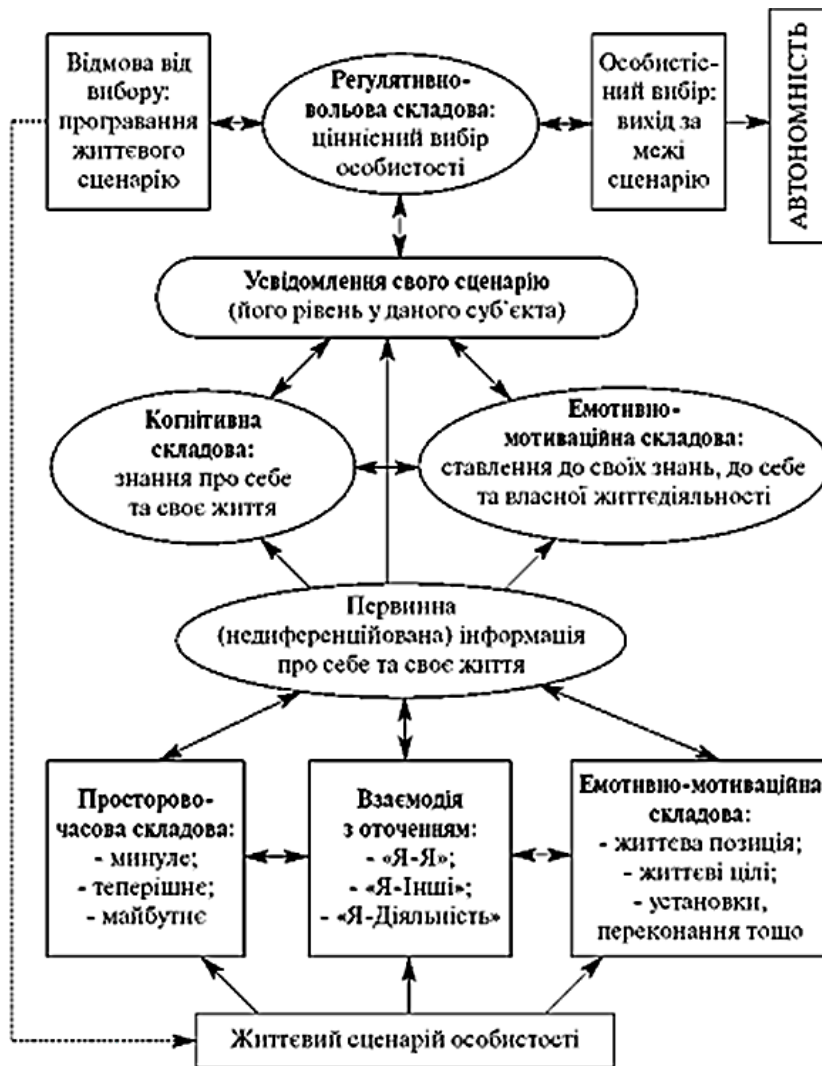 Відмова від
вибору:
програвання
життєвого
сценарію
Регулятивно-
вольова складова:
ціннісний вибір
особистості
Особистіс-
ний вибір:
вихід за
межі
сценарію
АВТОНОМНІСТЬ
Усвідомлення свого сценарію
(його рівень у даного суб'єкта)
Когнітивна
складова:
знання про себе
та своє життя
Емотивно-
мотиваційна складова:
ставлення до своїх знань, до себе
та власної життєдіяльності
Первинна
(недиференційована) інформація
про себе та своє життя
Просторово-
часова складова:
- минуле;
- теперішнє;
- майбутнє
Взаємодія
з оточенням:
- «Я-Я»;
- «Я-Інші»;
- «Я-Діяльність»
Емотивно-мотиваційна
складова:
- життєва позиція;
- життєві цілі;
- установки,
переконання тощо
Життєвий сценарій особистості